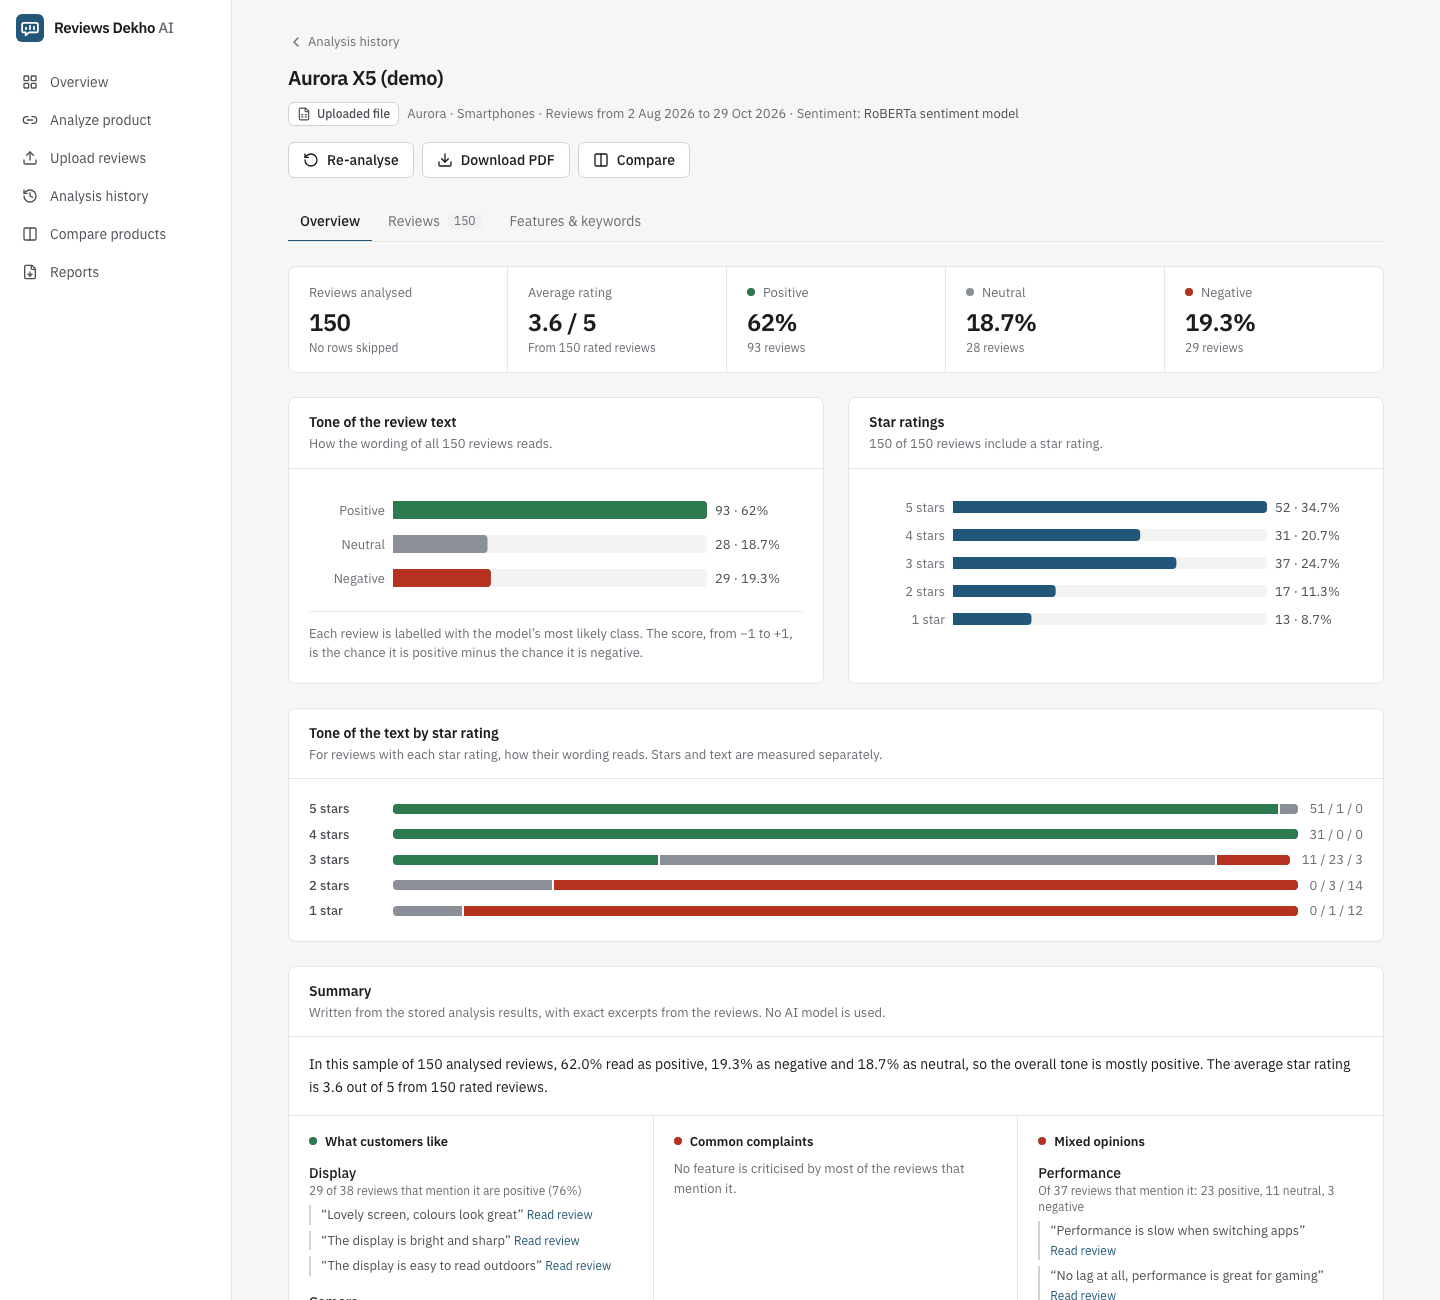 Reviews Dekho AI
Overview
Analyze product
Upload reviews
Analysis history
Compare products
Reports
Analysis history
Aurora X5 (demo)
Uploaded file Aurora · Smartphones · Reviews from 2 Aug 2026 to 29 Oct 2026 · Sentiment: RoBERTa sentiment model
Re-analyse Download PDF Compare
Overview Reviews 150 Features & keywords
Reviews analysed
150
No rows skipped
Average rating
3.6 / 5
From 150 rated reviews
Positive
62%
93 reviews
Neutral
18.7%
28 reviews
Negative
19.3%
29 reviews
Tone of the review text
How the wording of all 150 reviews reads.
Positive 93 · 62%
Neutral 28 · 18.7%
Negative 29 · 19.3%
Each review is labelled with the model’s most likely class. The score, from −1 to +1,
is the chance it is positive minus the chance it is negative.
Star ratings
150 of 150 reviews include a star rating.
5 stars 52 · 34.7%
4 stars 31 · 20.7%
3 stars 37 · 24.7%
2 stars 17 · 11.3%
1 star 13 · 8.7%
Tone of the text by star rating
For reviews with each star rating, how their wording reads. Stars and text are measured separately.
5 stars 51 / 1 / 0
4 stars 31 / 0 / 0
3 stars 11 / 23 / 3
2 stars 0 / 3 / 14
1 star 0 / 1 / 12
Summary
Written from the stored analysis results, with exact excerpts from the reviews. No AI model is used.
In this sample of 150 analysed reviews, 62.0% read as positive, 19.3% as negative and 18.7% as neutral, so the overall tone is mostly positive. The average star rating
is 3.6 out of 5 from 150 rated reviews.
What customers like
Display
29 of 38 reviews that mention it are positive (76%)
“Lovely screen, colours look great” Read review
“The display is bright and sharp” Read review
“The display is easy to read outdoors” Read review
Common complaints
No feature is criticised by most of the reviews that
mention it.
Mixed opinions
Performance
Of 37 reviews that mention it: 23 positive, 11 neutral, 3
negative
“Performance is slow when switching apps”
Read review
“No lag at all, performance is great for gaming”
Read review